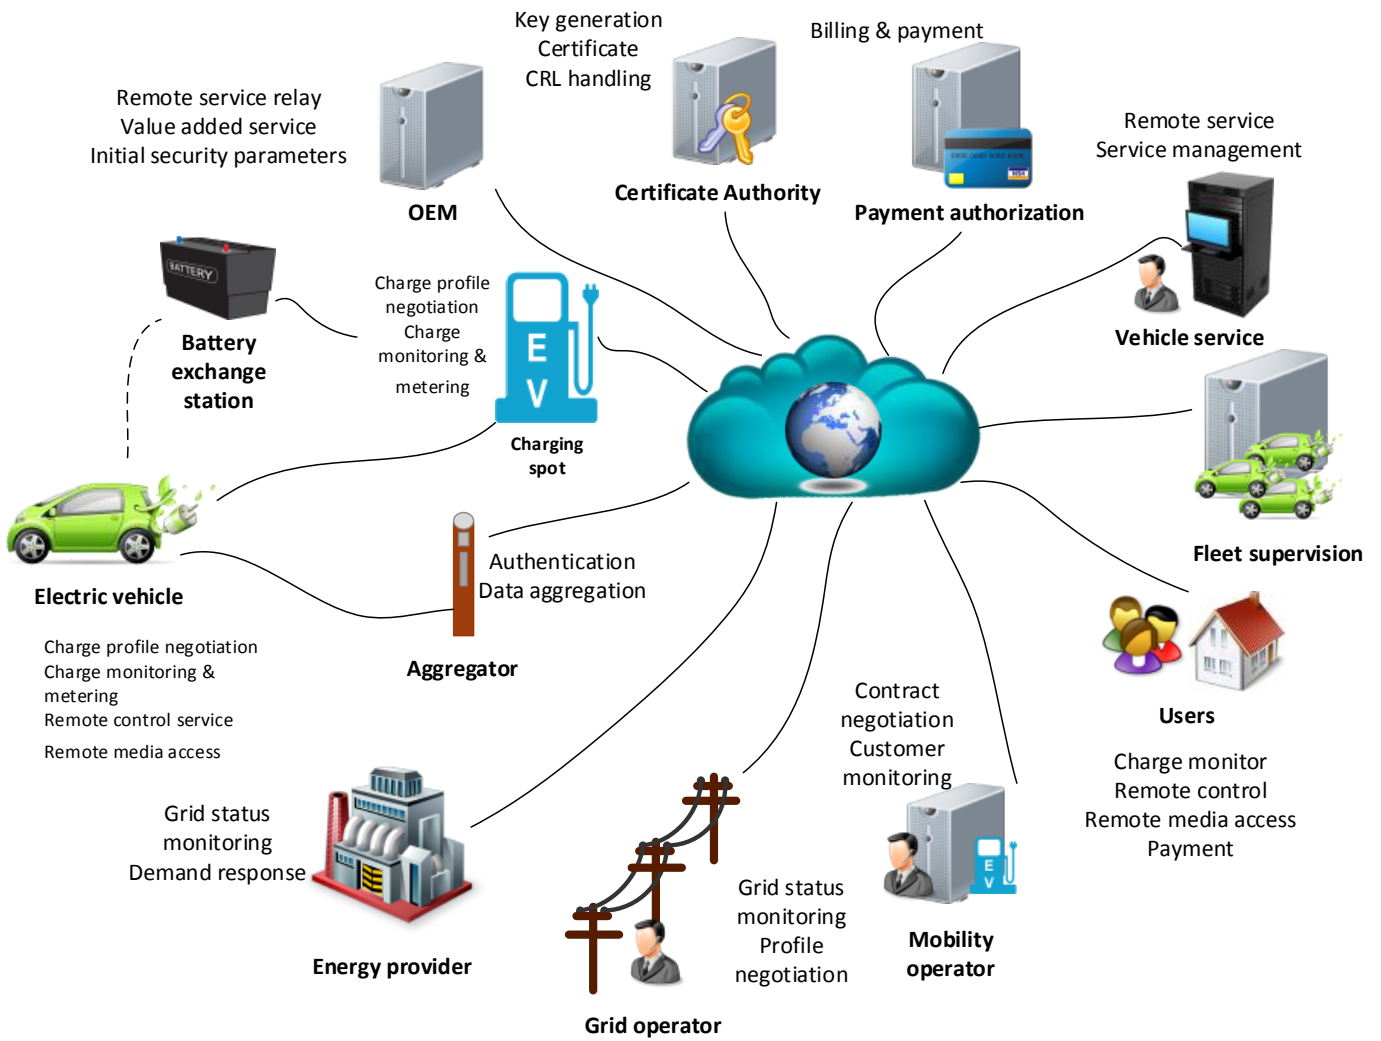 Key generation
Certificate
CRL handling
Billing & payment
Remote service relay
Value added service
Initial security parameters
Remote service
Service management
OEM
Certificate Authority
Payment authorization
VISA
BATTERY
Battery
exchange
station
Charge profile
negotiation
Charge
monitoring &
metering
E
V
Charging
spot
Vehicle service
Fleet supervision
Electric vehicle
Charge profile negotiation
Charge monitoring &
metering
Remote control service
Remote media access
Authentication
Data aggregation
Aggregator
Users
Charge monitor
Remote control
Remote media access
Payment
Contract
negotiation
Customer
monitoring
E
V
Mobility
operator
Grid status
monitoring
Demand response
Energy provider
Grid status
monitoring
Profile
negotiation
Grid operator